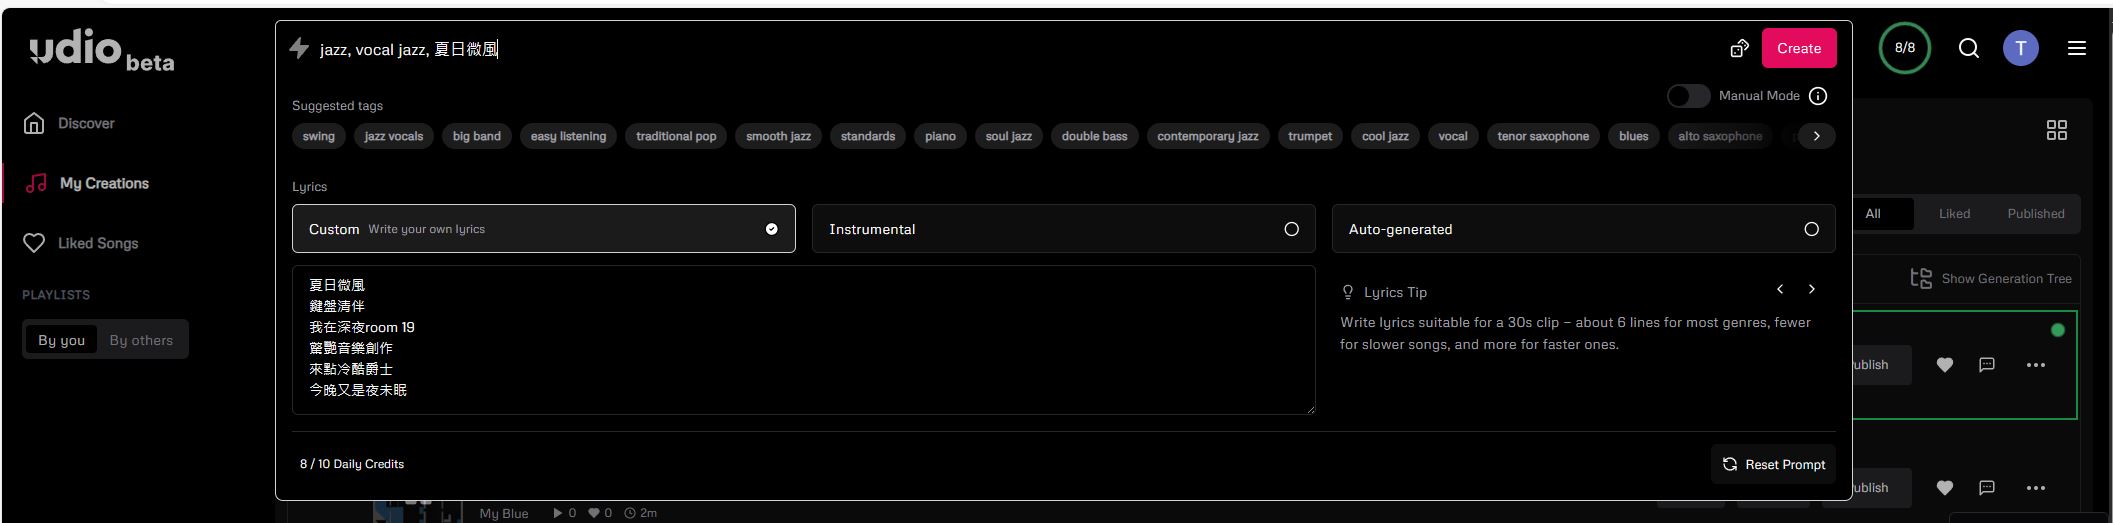 udio beta
jazz, vocal jazz, 夏日微風
Create
8/8
T
Suggested tags
Manual Mode
swing jazz vocals big band easy listening traditional pop smooth jazz standards piano soul jazz double bass contemporary jazz trumpet cool jazz vocal tenor saxophone blues alto saxophone
Discover
My Creations
Liked Songs
PLAYLISTS
By you By others
Lyrics
Custom Write your own lyrics
Instrumental
Auto-generated
夏日微風
鍵盤清伴
我在深夜room 19
驚艷音樂創作
來點冷酷爵士
今晚又是夜未眠
Lyrics Tip
Write lyrics suitable for a 30s clip – about 6 lines for most genres, fewer
for slower songs, and more for faster ones.
8 / 10 Daily Credits
Reset Prompt
All Liked Published
Show Generation Tree
ublish
ublish
My Blue 0 0 2m